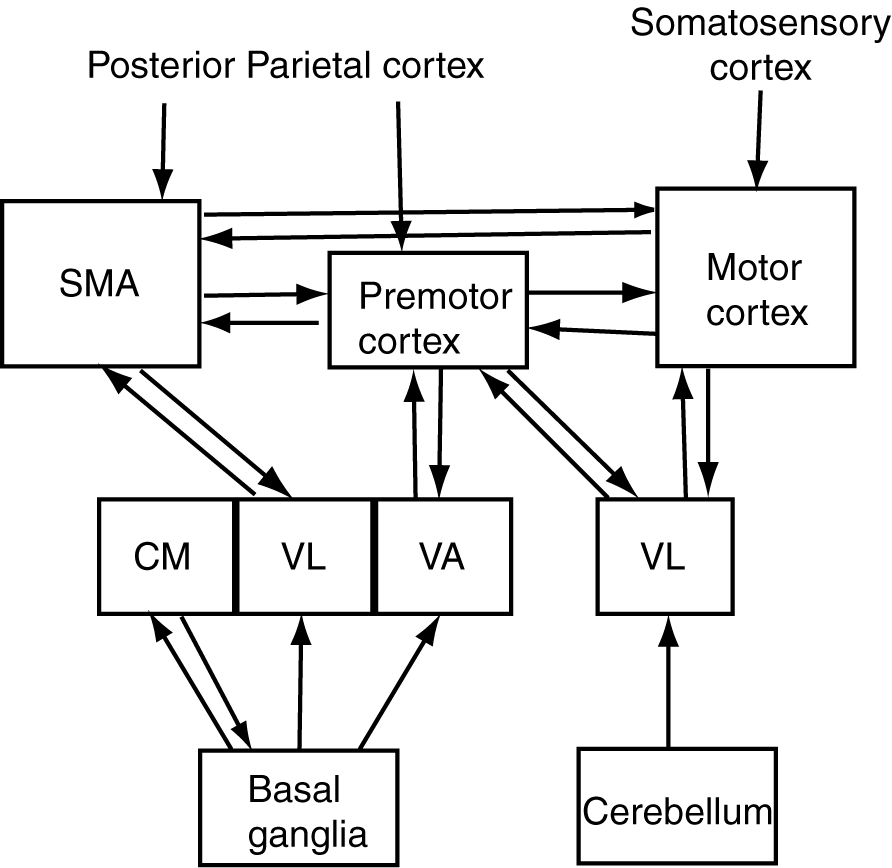 Somatosensory
cortex
Posterior Parietal cortex
SMA
Premotor
cortex
Motor
cortex
CM
VL
VA
VL
Basal
ganglia
Cerebellum